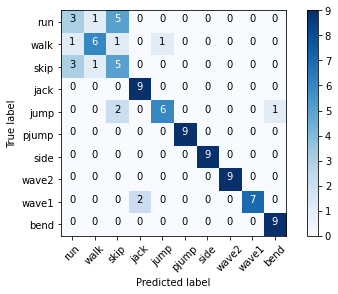 run 3 1 5 0 0 0 0 0 0 0
walk 1 6 1 0 1 0 0 0 0 0
skip 3 1 5 0 0 0 0 0 0 0
jack 0 0 0 9 0 0 0 0 0 0
jump 0 0 2 0 6 0 0 0 0 1
pjump 0 0 0 0 0 9 0 0 0 0
side 0 0 0 0 0 0 9 0 0 0
wave2 0 0 0 0 0 0 0 9 0 0
wave1 0 0 0 2 0 0 0 0 7 0
bend 0 0 0 0 0 0 0 0 0 9
run walk skip jack jump pjump side wave2 wave1 bend
Predicted label
True label
9
8
7
6
5
4
3
2
1
0